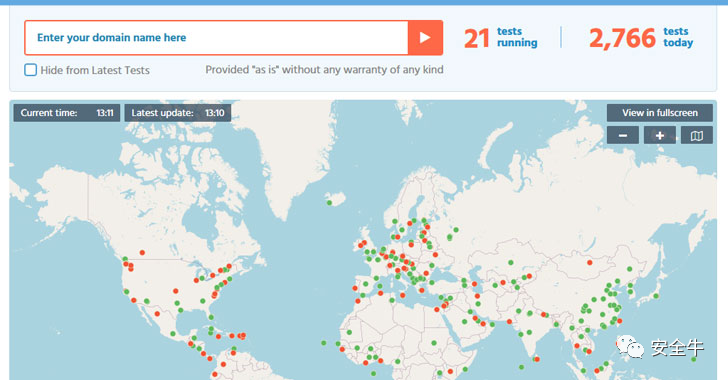 Enter your domain name here
21 tests running
2,766 tests today
Hide from Latest Tests
Provided "as is" without any warranty of any kind
Current time: 13:11
Latest update: 13:10
View in fullscreen
安全牛